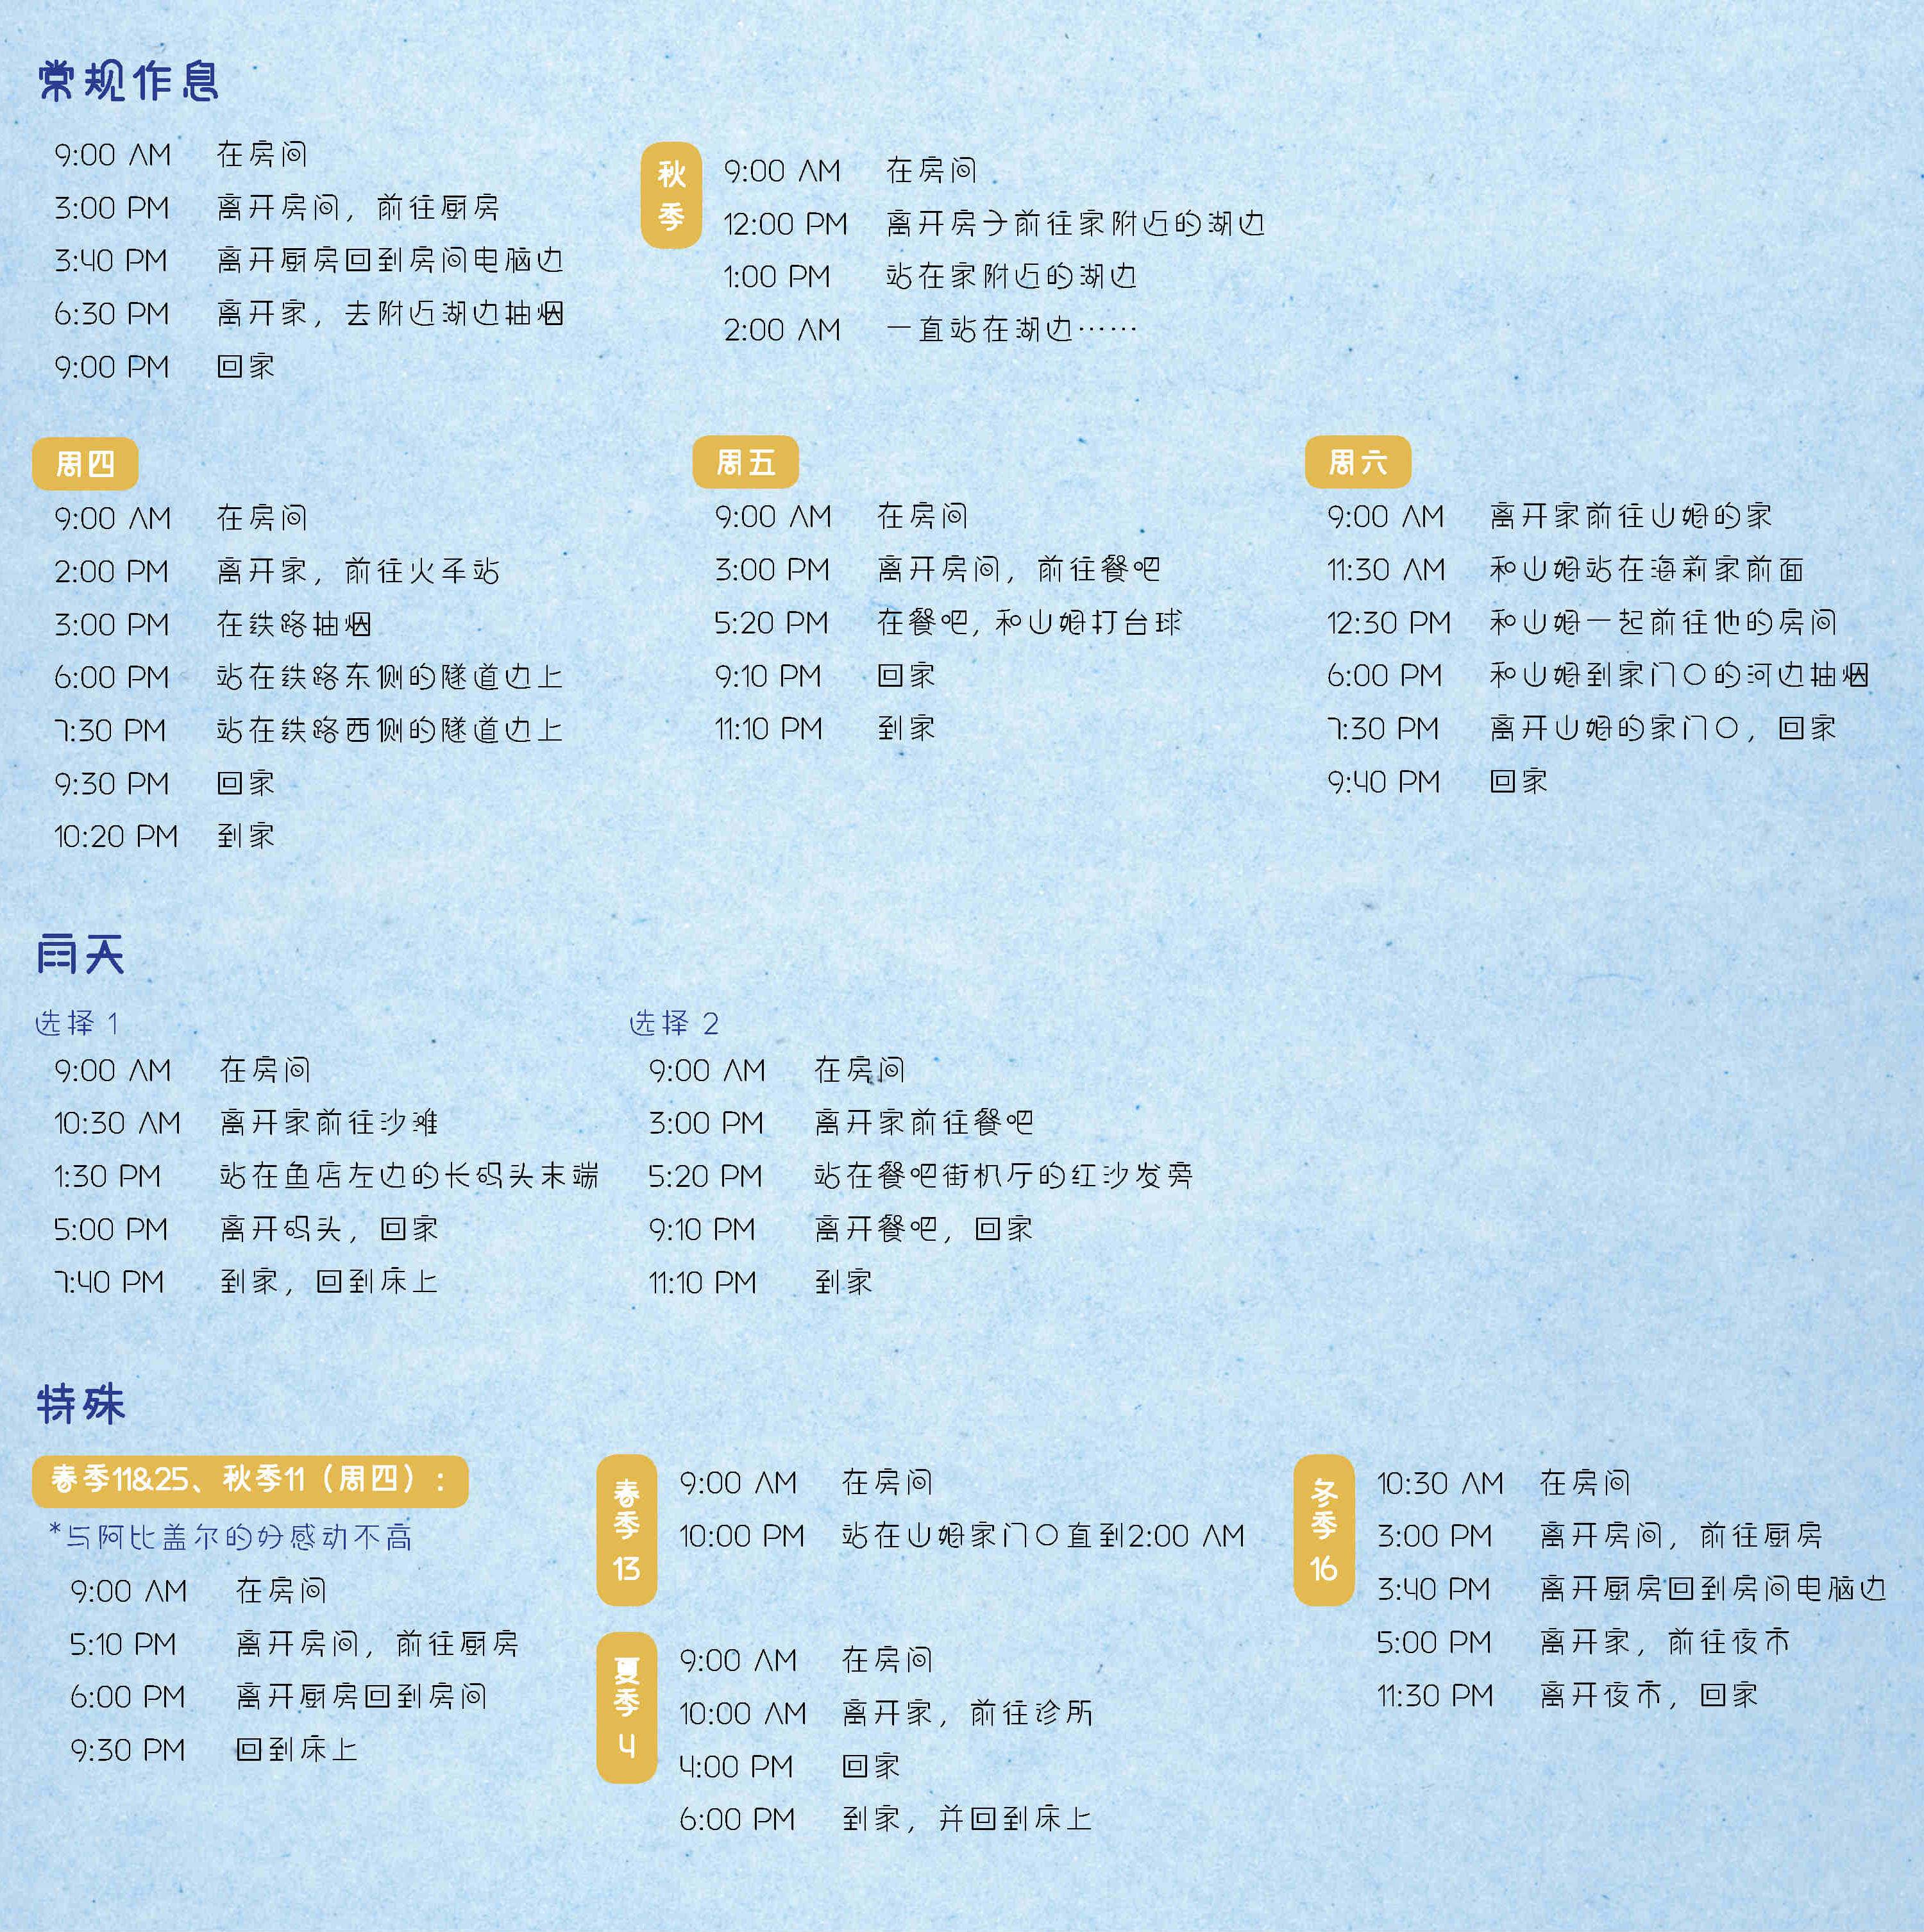 常规作息
9:00 AM 在房间
3:00 PM 离开房间，前往厨房
3:40 PM 离开厨房回到房间电脑边
6:30 PM 离开家，去附近湖边抽烟
9:00 PM 回家
秋季
9:00 AM 在房间
12:00 PM 离开房子前往家附近的湖边
1:00 PM 站在家附近的湖边
2:00 AM 一直站在湖边……
周四
9:00 AM 在房间
2:00 PM 离开家，前往火车站
3:00 PM 在铁路抽烟
6:00 PM 站在铁路东侧的隧道边上
7:30 PM 站在铁路西侧的隧道边上
9:30 PM 回家
10:20 PM 到家
周五
9:00 AM 在房间
3:00 PM 离开房间，前往餐吧
5:20 PM 在餐吧，和山姆打台球
9:10 PM 回家
11:10 PM 到家
周六
9:00 AM 离开家前往山姆的家
11:30 AM 和山姆站在海莉家前面
12:30 PM 和山姆一起前往他的房间
6:00 PM 和山姆到家门口的河边抽烟
7:30 PM 离开山姆的家门口，回家
9:40 PM 回家
雨天
选择 1
9:00 AM 在房间
10:30 AM 离开家前往沙滩
1:30 PM 站在鱼店左边的长码头末端
5:00 PM 离开码头，回家
7:40 PM 到家，回到床上
选择 2
9:00 AM 在房间
3:00 PM 离开家前往餐吧
5:20 PM 站在餐吧街机厅的红沙发旁
9:10 PM 离开餐吧，回家
11:10 PM 到家
特殊
春季11&25、秋季11（周四）：
*与阿比盖尔的好感动不高
9:00 AM 在房间
5:10 PM 离开房间，前往厨房
6:00 PM 离开厨房回到房间
9:30 PM 回到床上
春季13
9:00 AM 在房间
10:00 PM 站在山姆家门口直到2:00 AM
夏季4
9:00 AM 在房间
10:00 AM 离开家，前往诊所
4:00 PM 回家
6:00 PM 到家，并回到床上
冬季16
10:30 AM 在房间
3:00 PM 离开房间，前往厨房
3:40 PM 离开厨房回到房间电脑边
5:00 PM 离开家，前往夜市
11:30 PM 离开夜市，回家